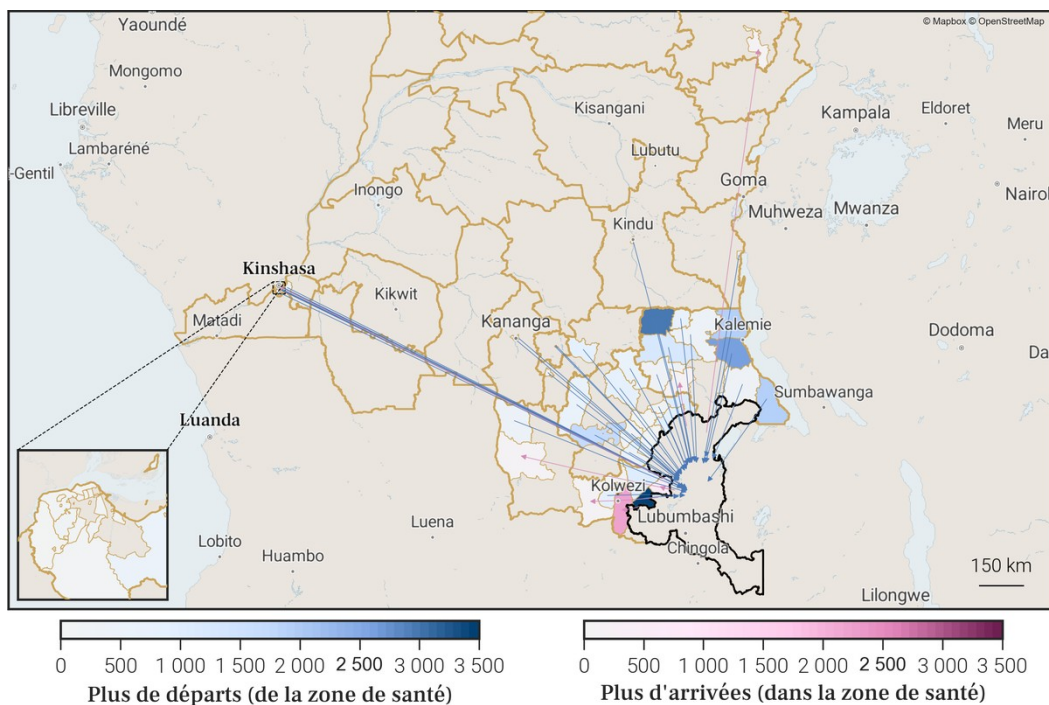 © Mapbox © OpenStreetMap
Yaoundé
Mongomo
Libreville
Kisangani
Kampala
Eldoret
Meru
Lambaréné
Lubutu
-Gentil
Goma
Inongo
Nairol
Muhweza
Mwanza
Kindu
Kinshasa
Kikwit
Matadi
Kananga
Kalemie
Dodoma
Da
Sumbawanga
Luanda
Kolwezi
Lubumbashi
Luena
Lobito
Chingola
Huambo
150 km
Lilongwe
0 500 1 000 1 500 2 000 2 500 3 000 3 500
Plus de départs (de la zone de santé)
0 500 1 000 1 500 2 000 2 500 3 000 3 500
Plus d'arrivées (dans la zone de santé)